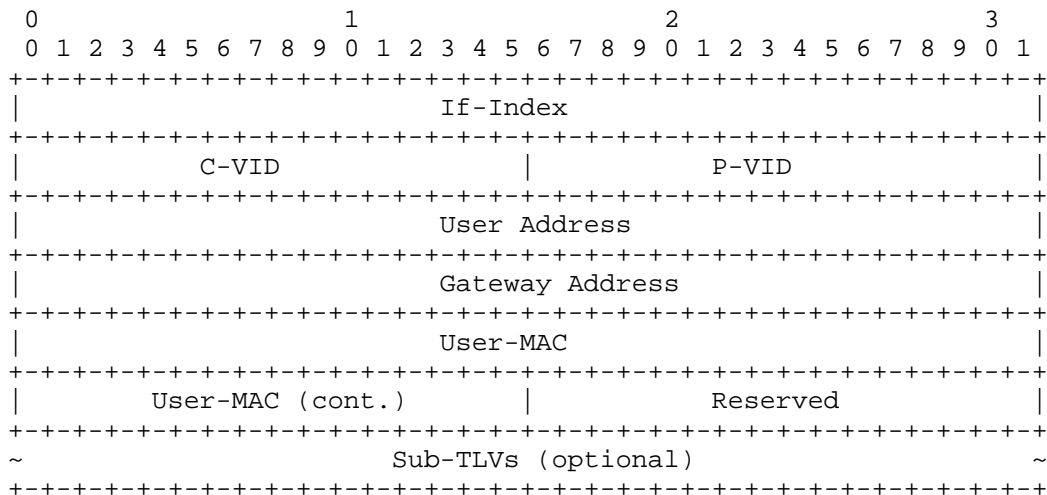 0                   1                   2                   3
 0 1 2 3 4 5 6 7 8 9 0 1 2 3 4 5 6 7 8 9 0 1 2 3 4 5 6 7 8 9 0 1
+-+-+-+-+-+-+-+-+-+-+-+-+-+-+-+-+-+-+-+-+-+-+-+-+-+-+-+-+-+-+-+-+
|                          If-Index                             |
+-+-+-+-+-+-+-+-+-+-+-+-+-+-+-+-+-+-+-+-+-+-+-+-+-+-+-+-+-+-+-+-+
|           C-VID               |           P-VID               |
+-+-+-+-+-+-+-+-+-+-+-+-+-+-+-+-+-+-+-+-+-+-+-+-+-+-+-+-+-+-+-+-+
|                          User Address                         |
+-+-+-+-+-+-+-+-+-+-+-+-+-+-+-+-+-+-+-+-+-+-+-+-+-+-+-+-+-+-+-+-+
|                          Gateway Address                      |
+-+-+-+-+-+-+-+-+-+-+-+-+-+-+-+-+-+-+-+-+-+-+-+-+-+-+-+-+-+-+-+-+
|                          User-MAC                             |
+-+-+-+-+-+-+-+-+-+-+-+-+-+-+-+-+-+-+-+-+-+-+-+-+-+-+-+-+-+-+-+-+
|        User-MAC (cont.)       |           Reserved            |
+-+-+-+-+-+-+-+-+-+-+-+-+-+-+-+-+-+-+-+-+-+-+-+-+-+-+-+-+-+-+-+-+
~                       Sub-TLVs (optional)                     ~
+-+-+-+-+-+-+-+-+-+-+-+-+-+-+-+-+-+-+-+-+-+-+-+-+-+-+-+-+-+-+-+-+